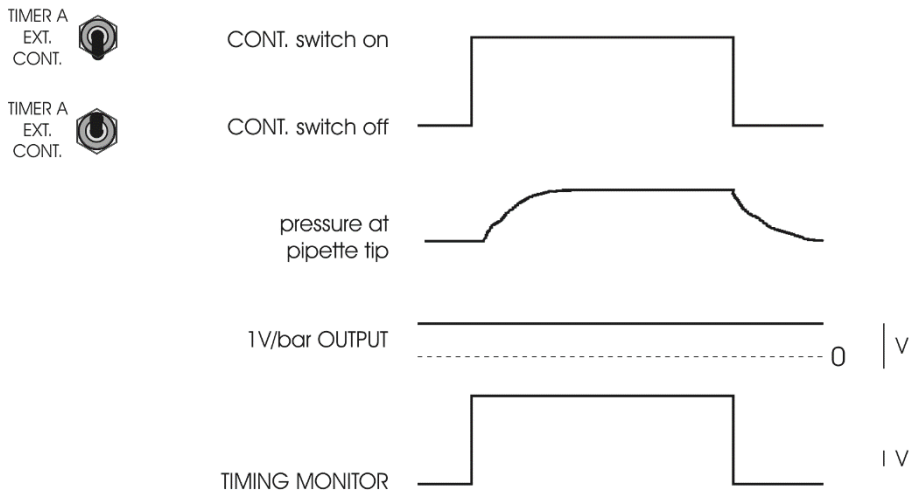 TIMER A
EXT.
CONT.
CONT. switch on
TIMER A
EXT.
CONT.
CONT. switch off
pressure at
pipette tip
1V/bar OUTPUT
0
V
TIMING MONITOR
V